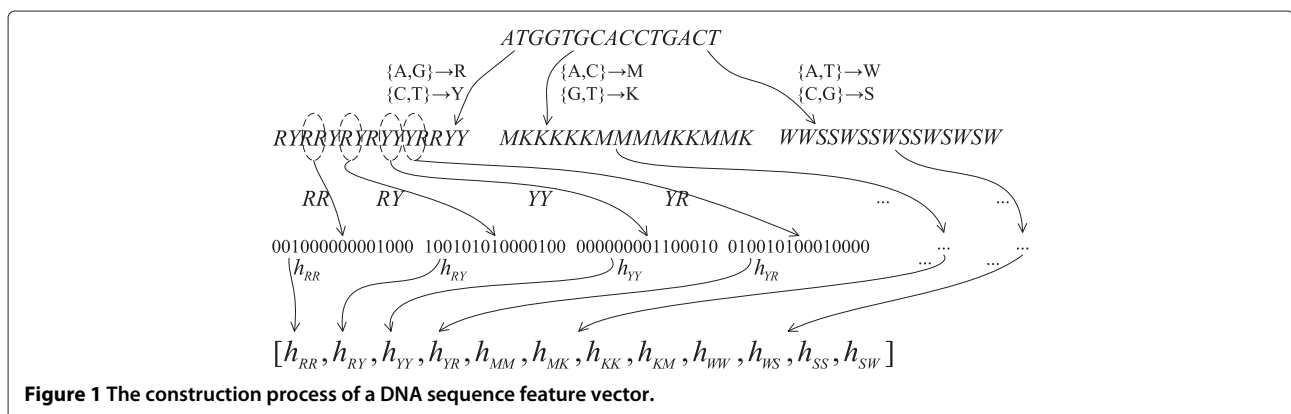 ATGGTGCACCTGACT
{A,G}→R {A,C}→M {A,T}→W
{C,T}→Y {G,T}→K {C,G}→S
RYRRYRYRYYYRRYY MKKKKKMMMMKKMMK WWSSWSSWSSWSWSW
RR RY YY YR ... ...
001000000001000 100101010000100 000000001100010 010010100010000 ... ...
h_RR h_RY h_YY h_YR ... ...
[h_RR, h_RY, h_YY, h_YR, h_MM, h_MK, h_KK, h_KM, h_WW, h_WS, h_SS, h_SW]
Figure 1 The construction process of a DNA sequence feature vector.